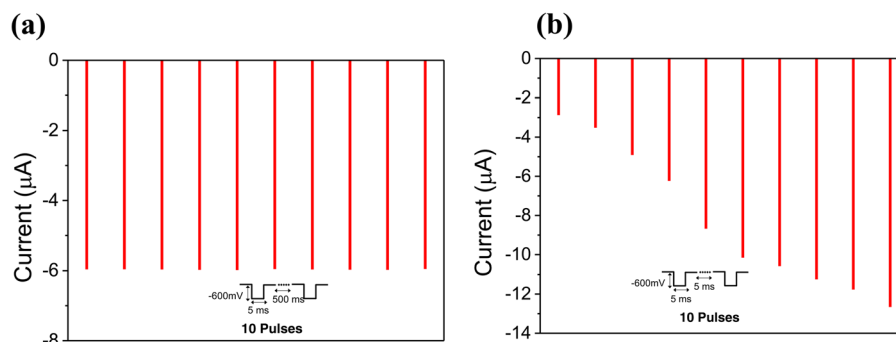 (a)
0
-2
-4
-6
-8
Current (μA)
-600mV
500 ms
5 ms
10 Pulses
(b)
0
-2
-4
-6
-8
-10
-12
-14
Current (μA)
-600mV
5 ms
5 ms
10 Pulses